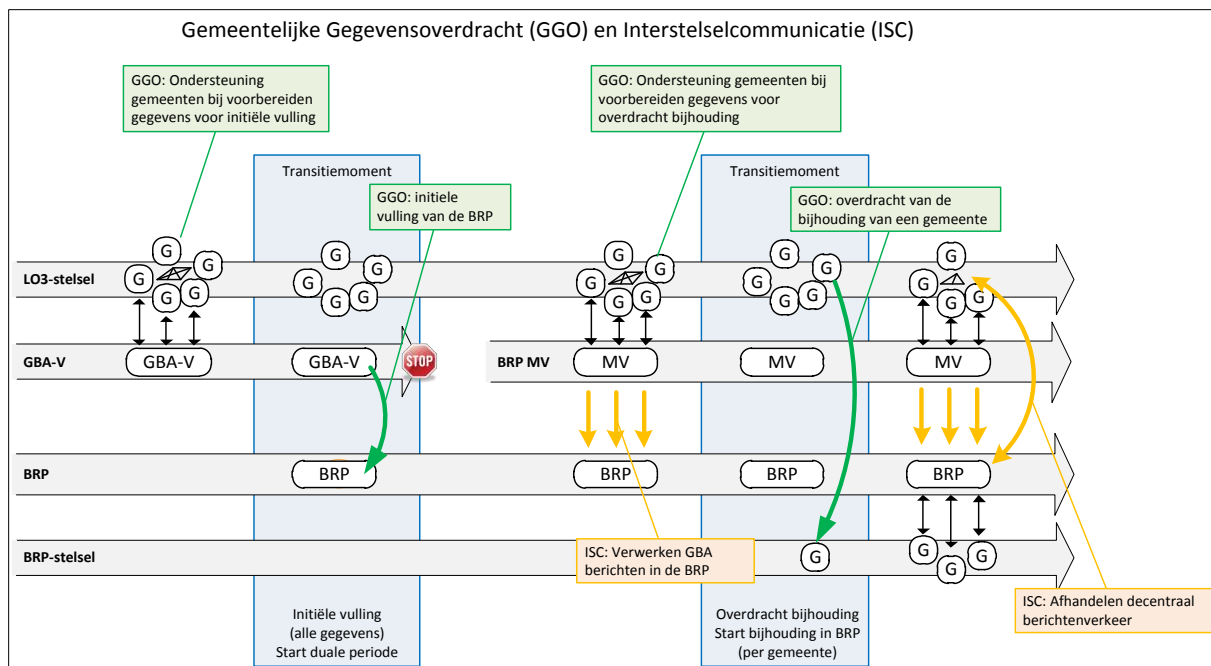 Gemeentelijke Gegevensoverdracht (GGO) en Interstelselcommunicatie (ISC)
GGO: Ondersteuning
gemeenten bij voorbereiden
gegevens voor initiële vulling
GGO: Ondersteuning gemeenten bij
voorbereiden gegevens voor
overdracht bijhouding
Transitiemoment
Transitiemoment
GGO: initiele
vulling van de BRP
GGO: overdracht van de
bijhouding van een gemeente
LO3-stelsel
G G G G G
G G G G G
G G G G G
G G G G G
G G G G
GBA-V
GBA-V
GBA-V
STOP
BRP MV
MV
MV
MV
BRP
BRP
BRP
BRP
BRP
BRP-stelsel
G
G G G
ISC: Verwerken GBA
berichten in de BRP
ISC: Afhandelen decentraal
berichtenverkeer
Initiële vulling
(alle gegevens)
Start duale periode
Overdracht bijhouding
Start bijhouding in BRP
(per gemeente)